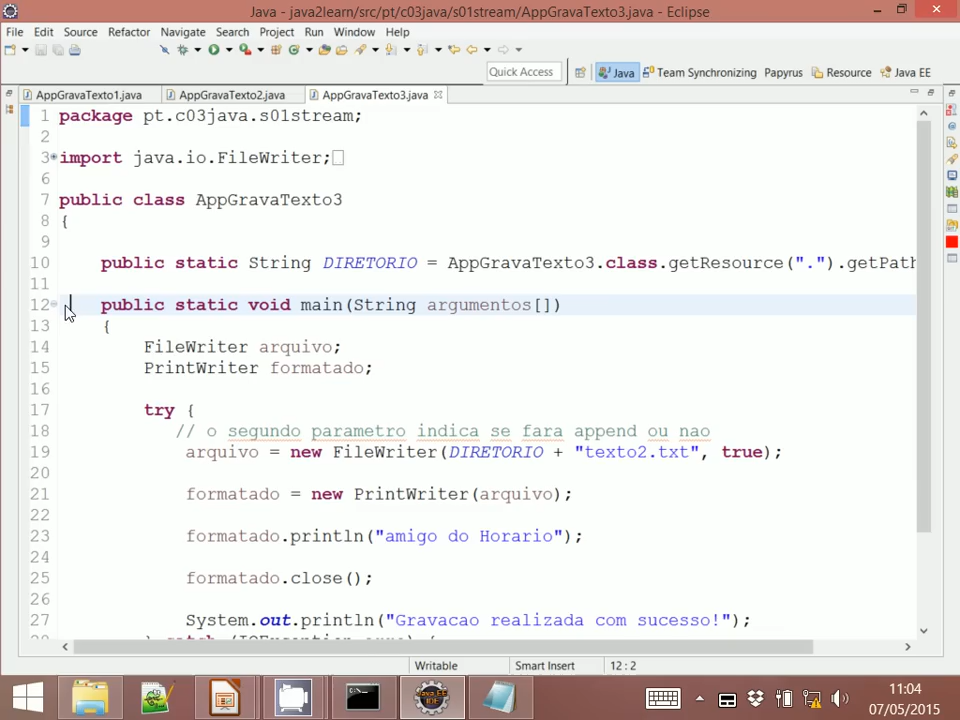 Java - java2learn/src/pt/c03java/s01stream/AppGravaTexto3.java - Eclipse
File Edit Source Refactor Navigate Search Project Run Window Help
Quick Access Java Team Synchronizing Papyrus Resource Java EE
AppGravaTexto1.java AppGravaTexto2.java AppGravaTexto3.java
1 package pt.c03java.s01stream;
2
3 import java.io.FileWriter;
6
7 public class AppGravaTexto3
8 {
9
10 public static String DIRETORIO = AppGravaTexto3.class.getResource(".").getPath
11
12 public static void main(String argumentos[])
13 {
14 FileWriter arquivo;
15 PrintWriter formatado;
16
17 try {
18 // o segundo parametro indica se fara append ou nao
19 arquivo = new FileWriter(DIRETORIO + "texto2.txt", true);
20
21 formatado = new PrintWriter(arquivo);
22
23 formatado.println("amigo do Horario");
24
25 formatado.close();
26
27 System.out.println("Gravacao realizada com sucesso!");
Writable Smart Insert 12 : 2
Java EE
IDE
11:04
07/05/2015